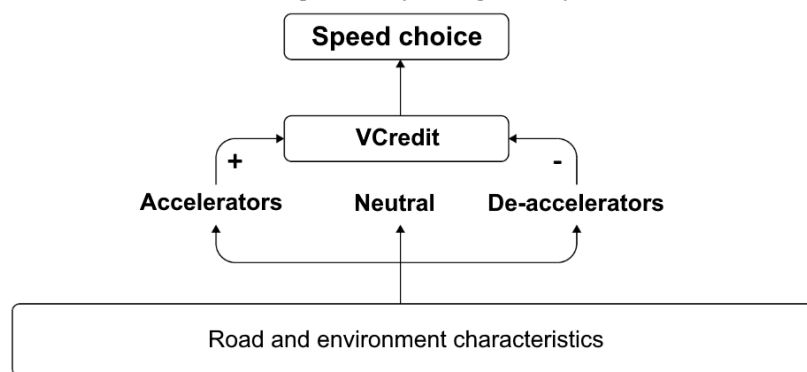 Speed choice
VCredit
+ -
Accelerators Neutral De-accelerators
Road and environment characteristics